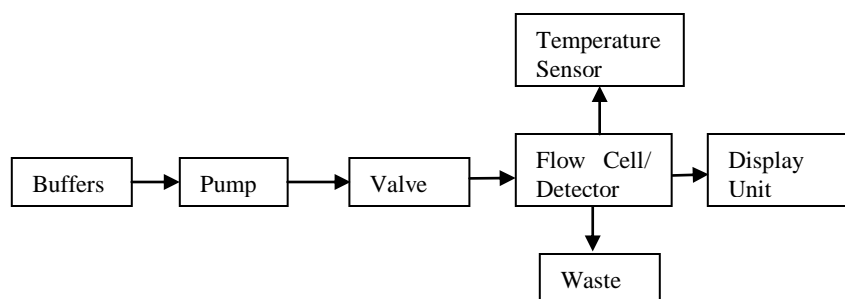 Temperature
Sensor
Buffers
Pump
Valve
Flow Cell/
Detector
Display
Unit
Waste